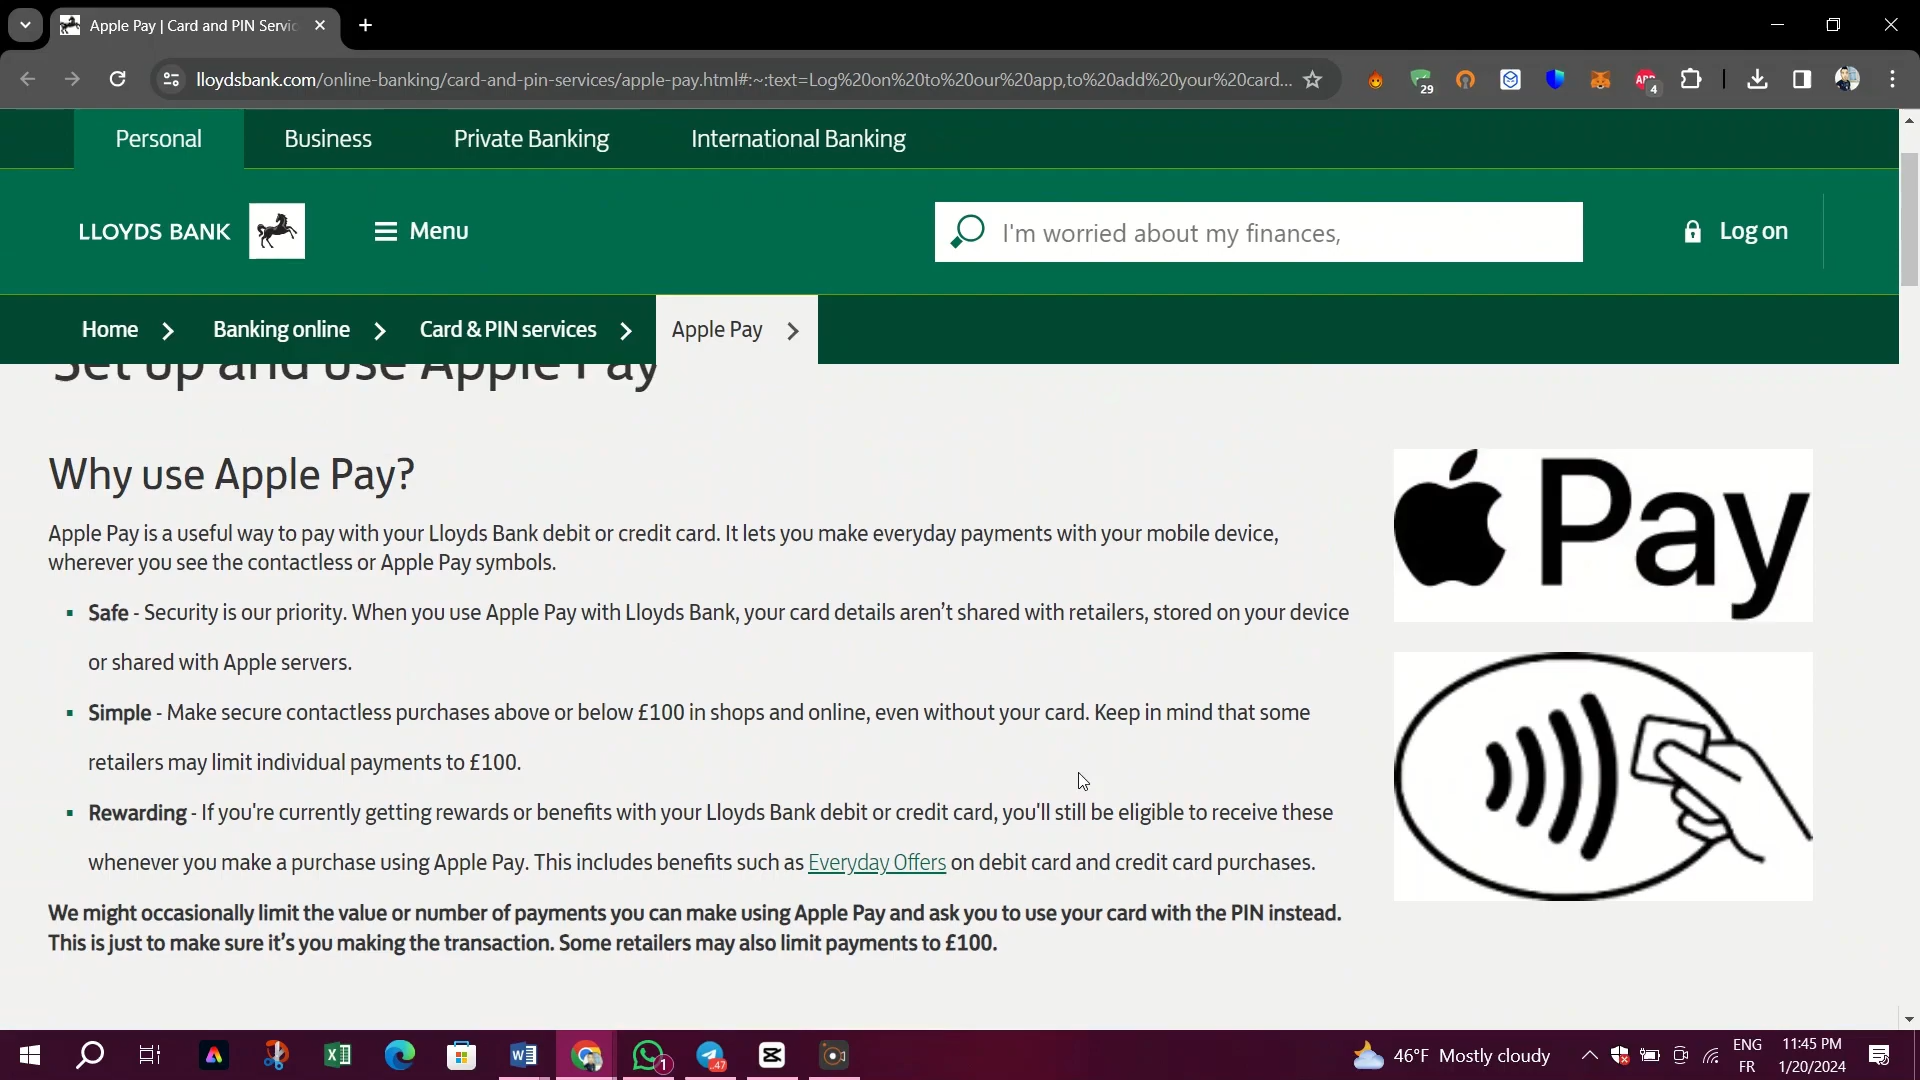 Apple Pay | Card and PIN Servic
lloydsbank.com/online-banking/card-and-pin-services/apple-pay.html#:~:text=Log%20on%20to%20our%20app,to%20add%20your%20card...
29
4
Personal
Business
Private Banking
International Banking
LLOYDS BANK
Menu
I'm worried about my finances,
Log on
Home
Banking online
Card & PIN services
Apple Pay
Set up and use Apple Pay
Why use Apple Pay?
Pay
Apple Pay is a useful way to pay with your Lloyds Bank debit or credit card. It lets you make everyday payments with your mobile device,
wherever you see the contactless or Apple Pay symbols.
Safe - Security is our priority. When you use Apple Pay with Lloyds Bank, your card details aren’t shared with retailers, stored on your device
or shared with Apple servers.
Simple - Make secure contactless purchases above or below £100 in shops and online, even without your card. Keep in mind that some
retailers may limit individual payments to £100.
Rewarding - If you're currently getting rewards or benefits with your Lloyds Bank debit or credit card, you'll still be eligible to receive these
whenever you make a purchase using Apple Pay. This includes benefits such as Everyday Offers on debit card and credit card purchases.
We might occasionally limit the value or number of payments you can make using Apple Pay and ask you to use your card with the PIN instead.
This is just to make sure it’s you making the transaction. Some retailers may also limit payments to £100.
1
47
46°F Mostly cloudy
ENG
FR
11:45 PM
1/20/2024